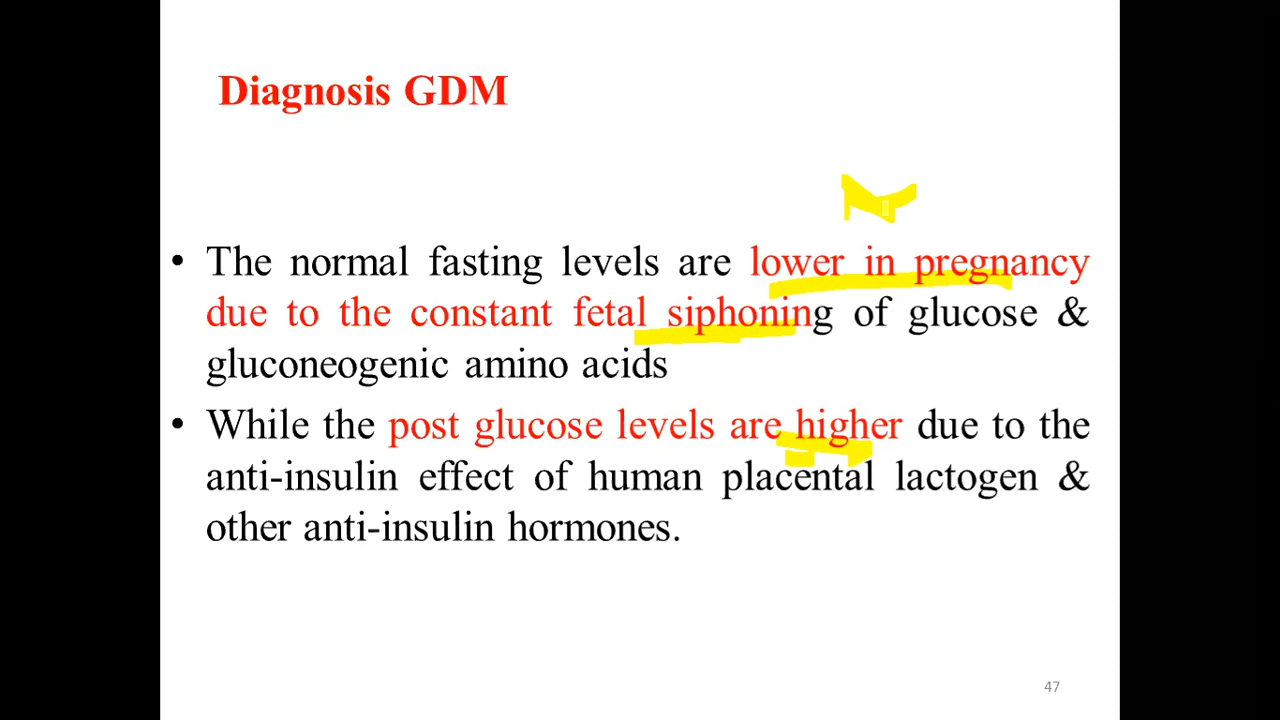 Diagnosis GDM
• The normal fasting levels are lower in pregnancy
due to the constant fetal siphoning of glucose &
gluconeogenic amino acids
• While the post glucose levels are higher due to the
anti-insulin effect of human placental lactogen &
other anti-insulin hormones.
47